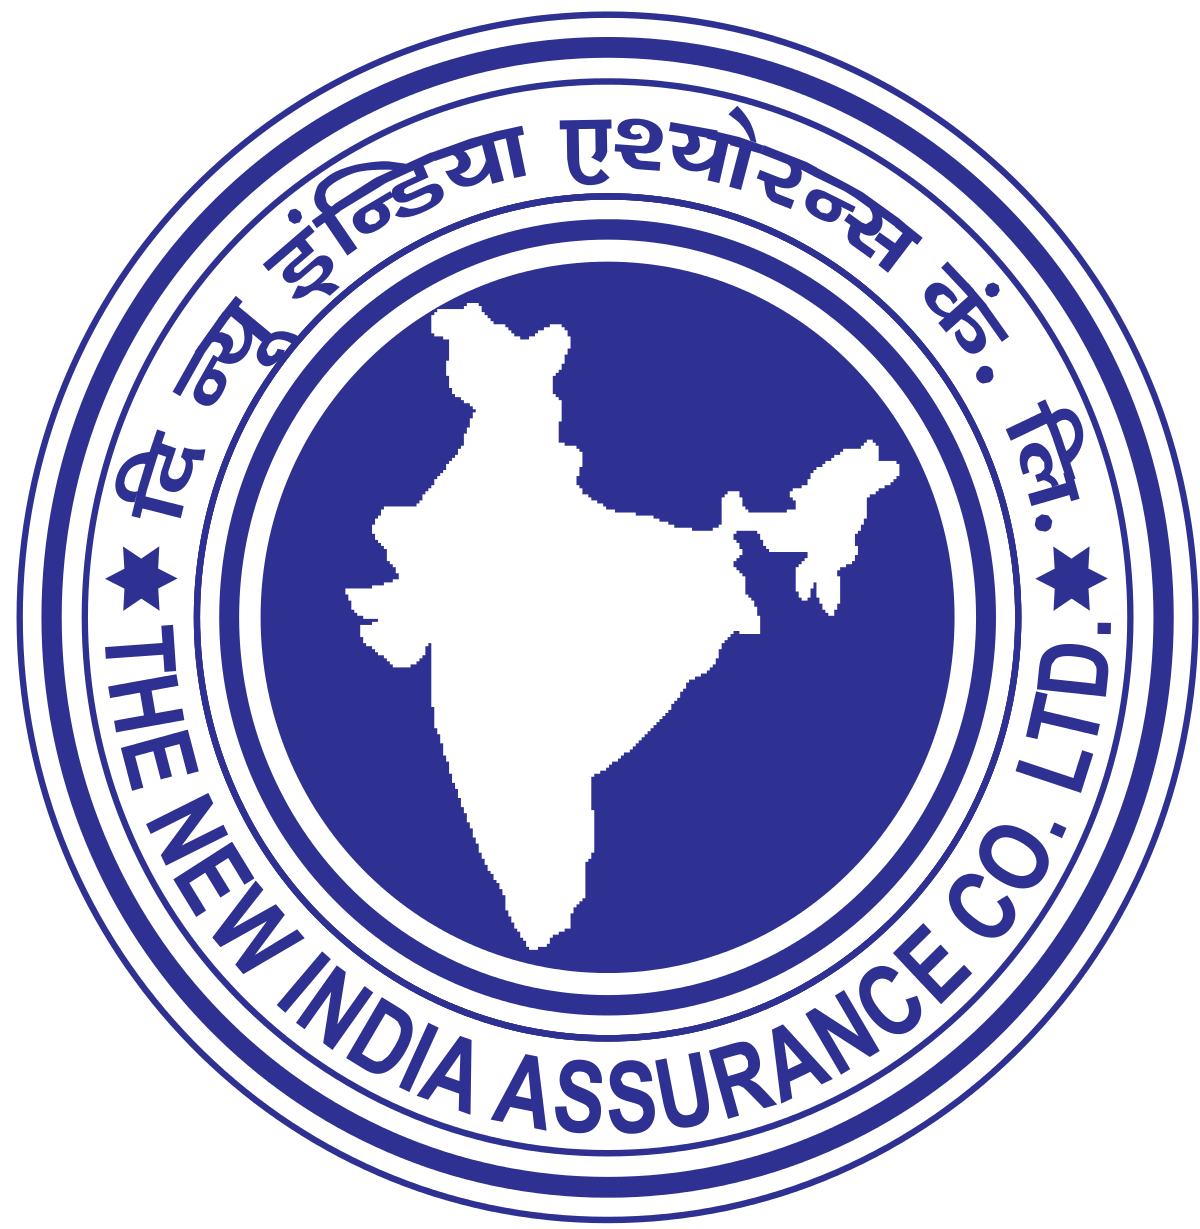 दि न्यू इंन्डिया एश्योरन्स कं. लि.
THE NEW INDIA ASSURANCE CO. LTD.